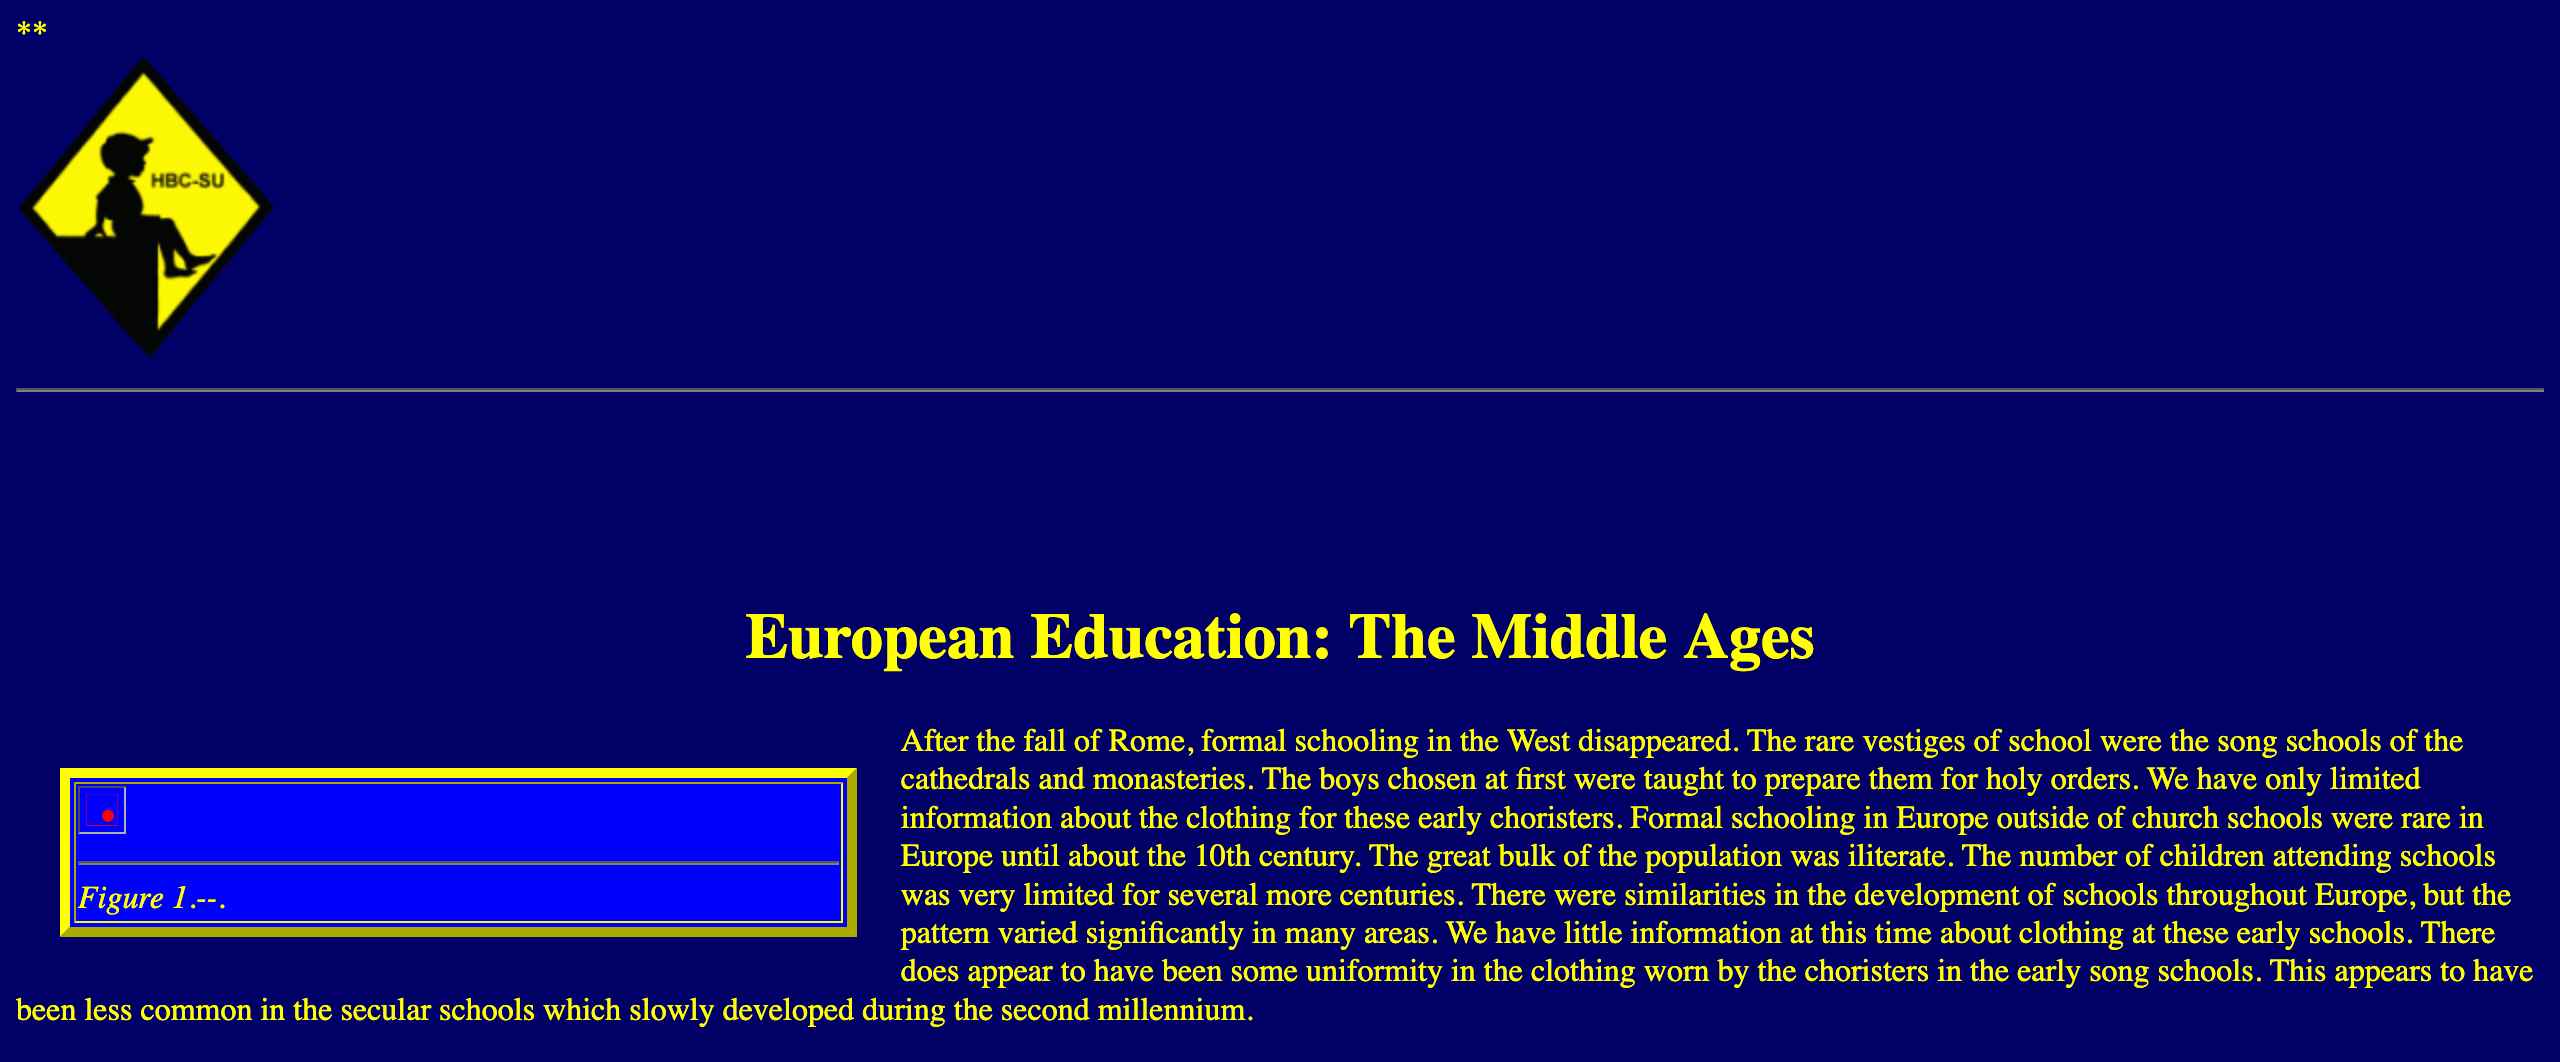 **
HBC-SU
European Education: The Middle Ages
Figure 1.--.
After the fall of Rome, formal schooling in the West disappeared. The rare vestiges of school were the song schools of the
cathedrals and monasteries. The boys chosen at first were taught to prepare them for holy orders. We have only limited
information about the clothing for these early choristers. Formal schooling in Europe outside of church schools were rare in
Europe until about the 10th century. The great bulk of the population was iliterate. The number of children attending schools
was very limited for several more centuries. There were similarities in the development of schools throughout Europe, but the
pattern varied significantly in many areas. We have little information at this time about clothing at these early schools. There
does appear to have been some uniformity in the clothing worn by the choristers in the early song schools. This appears to have
been less common in the secular schools which slowly developed during the second millennium.